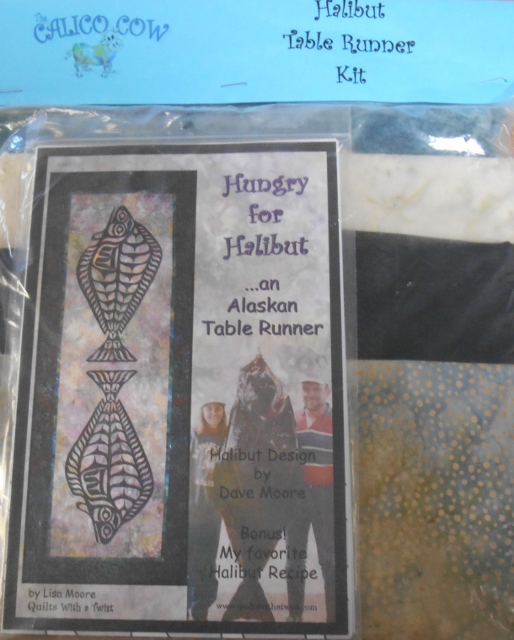 The
CALICO COW
Halibut
Table Runner
Kit
Hungry
for
Halibut
...an
Alaskan
Table Runner
Halibut Design
by
Dave Moore
Bonus!
My favorite
Halibut Recipe
by Lisa Moore
Quilts With a Twist